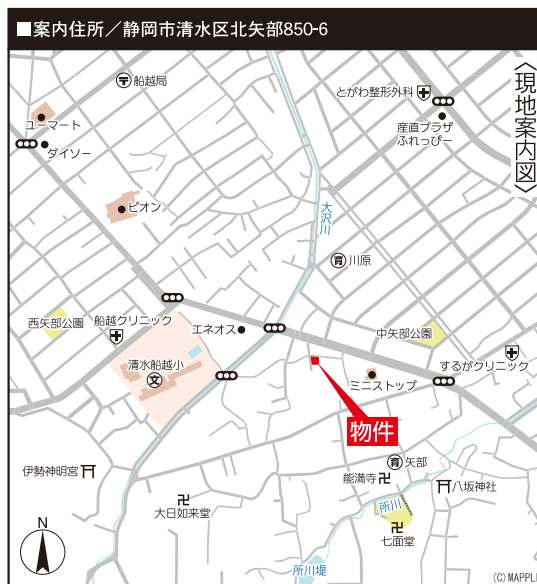 ■案内住所／静岡市清水区北矢部850-6
〈現地案内図〉
船越局
とがわ整形外科
ユーマート
産直プラザ
ふれっぴー
ダイソー
ピオン
大沢川
育
川原
西矢部公園
船越クリニック
エネオス
中矢部公園
清水船越小
文
するがクリニック
ミニストップ
物件
伊勢神明宮
育
矢部
能満寺
八坂神社
大日如来堂
所川
七面堂
所川堤
N
(C)MAPPL